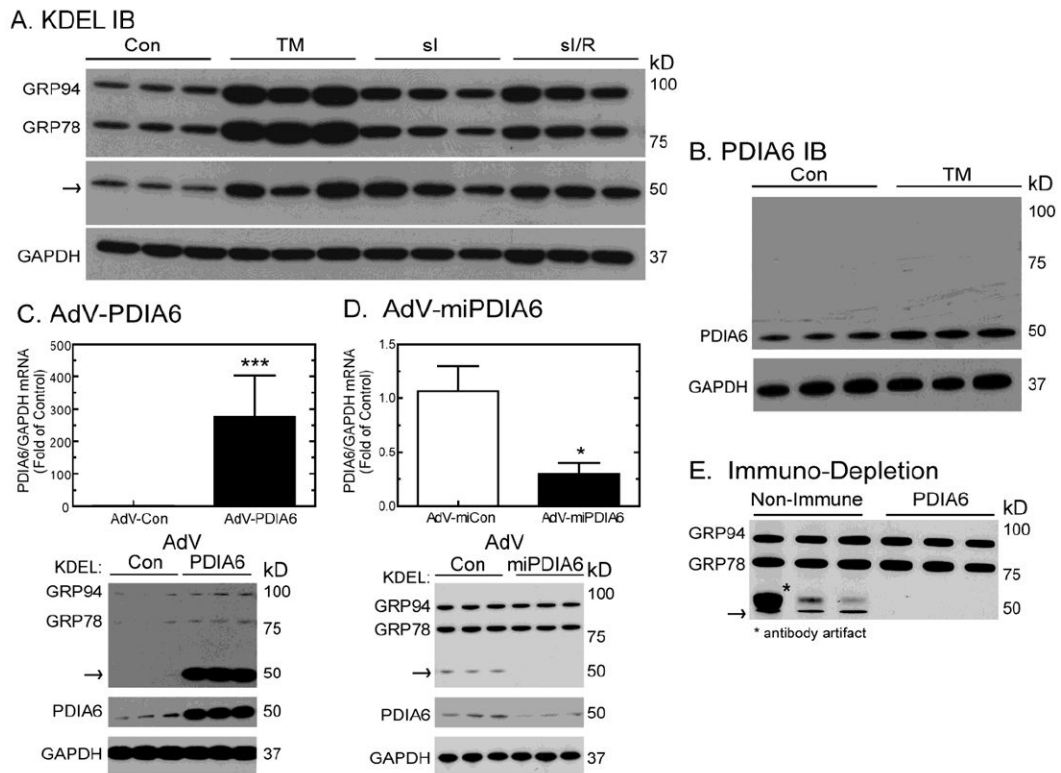 A. KDEL IB
Con TM sI sI/R
kD
GRP94 100
GRP78
75
→ 50
GAPDH 37
B. PDIA6 IB
Con TM
kD
100
75
PDIA6 50
GAPDH 37
C. AdV-PDIA6
PDIA6/GAPDH mRNA
(Fold of Control)
500
400
300
200
100
0
***
AdV-Con AdV-PDIA6
AdV
KDEL: Con PDIA6 kD
GRP94 100
GRP78
75
→ 50
PDIA6 50
GAPDH 37
D. AdV-miPDIA6
PDIA6/GAPDH mRNA
(Fold of Control)
1.5
1.0
0.5
0.0
*
AdV-miCon AdV-miPDIA6
AdV
KDEL: Con miPDIA6 kD
GRP94 100
GRP78
75
→ 50
PDIA6 50
GAPDH 37
E. Immuno-Depletion
Non-Immune PDIA6 kD
GRP94 100
GRP78
75
*
→ 50
* antibody artifact